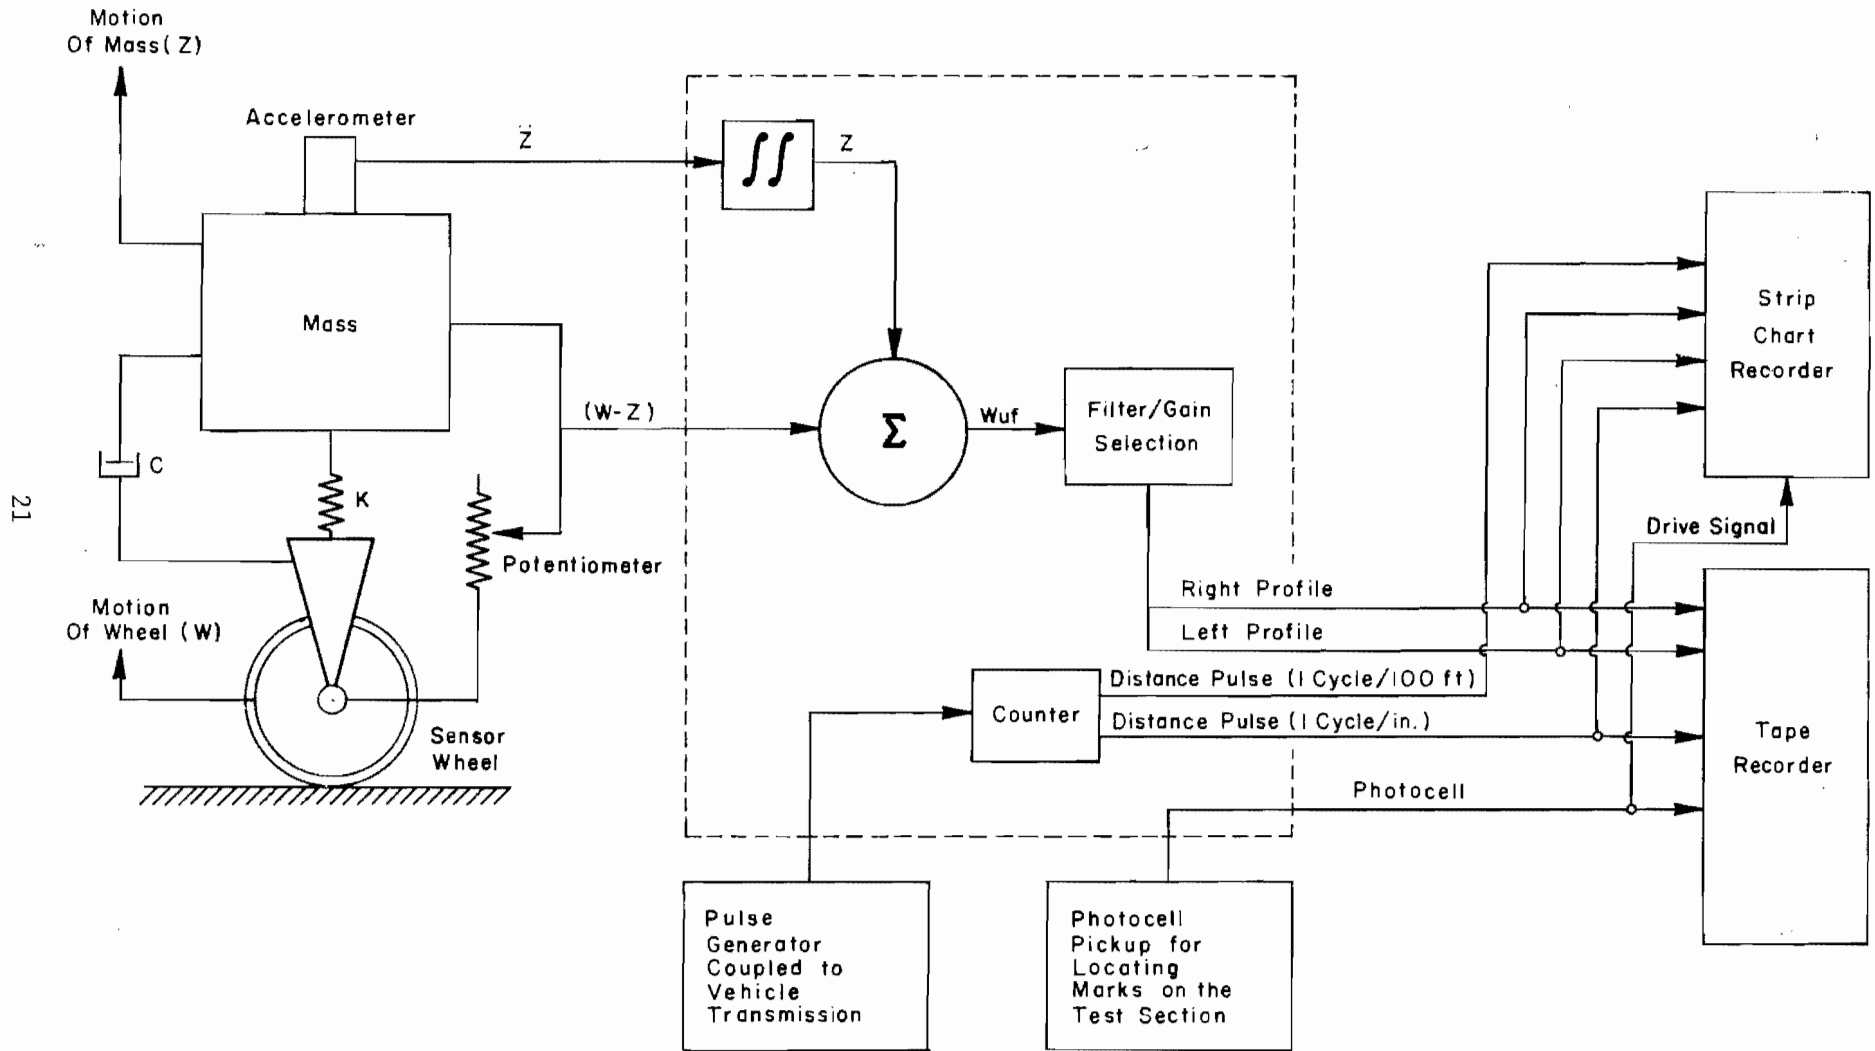 Motion
Of Mass(Z)
Accelerometer
Z̈
∫∫
Z
Mass
(W-Z)
Σ
Wuf
Filter/Gain
Selection
Strip
Chart
Recorder
C
K
Potentiometer
21
Drive Signal
Motion
Of Wheel (W)
Right Profile
Left Profile
Sensor
Wheel
Counter
Distance Pulse (1 Cycle/100 ft)
Distance Pulse (1 Cycle/in.)
Tape
Recorder
Photocell
Pulse
Generator
Coupled to
Vehicle
Transmission
Photocell
Pickup for
Locating
Marks on the
Test Section